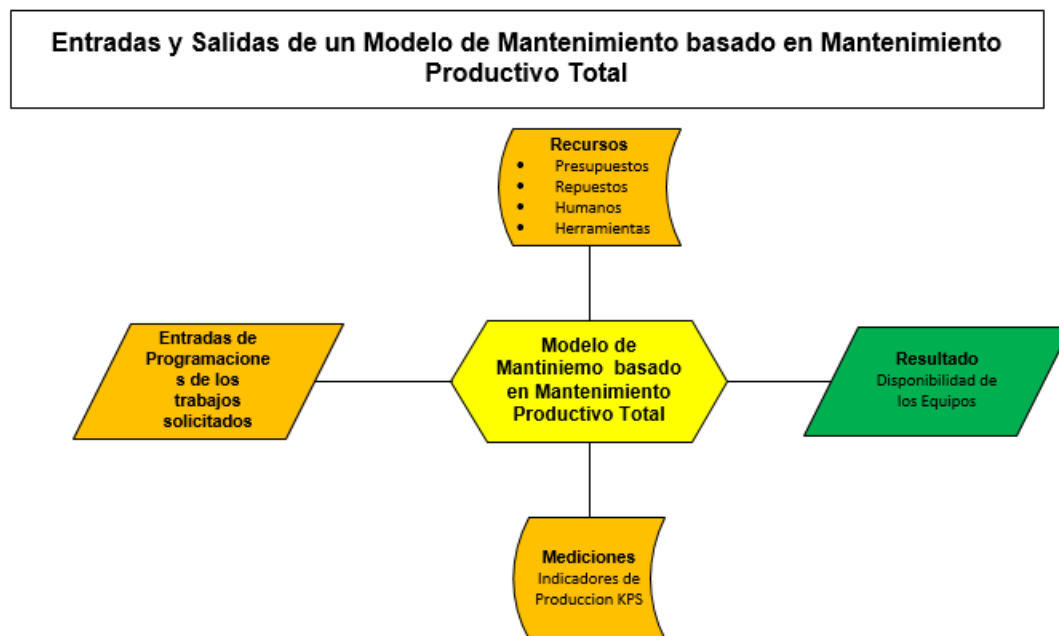 Entradas y Salidas de un Modelo de Mantenimiento basado en Mantenimiento
Productivo Total
Recursos
• Presupuestos
• Repuestos
• Humanos
• Herramientas
Entradas de
Programacione
s de los
trabajos
solicitados
Modelo de
Mantiniemo basado
en Mantenimiento
Productivo Total
Resultado
Disponibilidad de
los Equipos
Mediciones
Indicadores de
Produccion KPS